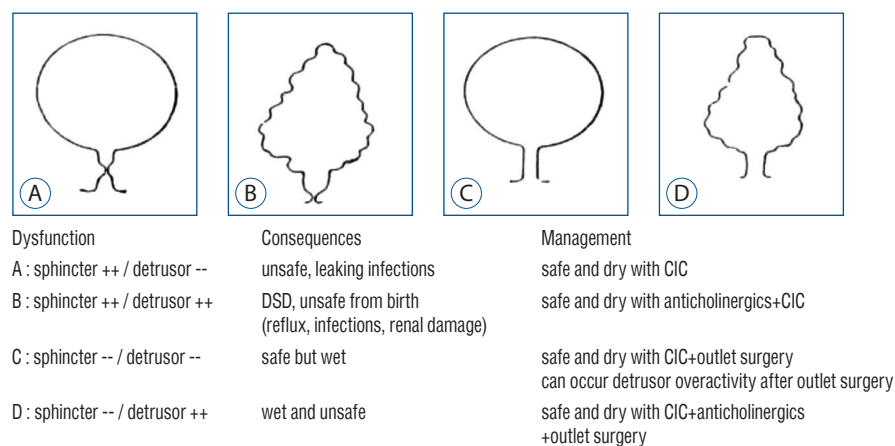 A
B
C
D
Dysfunction Consequences Management
A : sphincter ++ / detrusor -- unsafe, leaking infections safe and dry with CIC
B : sphincter ++ / detrusor ++ DSD, unsafe from birth safe and dry with anticholinergics+CIC
(reflux, infections, renal damage)
C : sphincter -- / detrusor -- safe but wet safe and dry with CIC+outlet surgery
can occur detrusor overactivity after outlet surgery
D : sphincter -- / detrusor ++ wet and unsafe safe and dry with CIC+anticholinergics
+outlet surgery